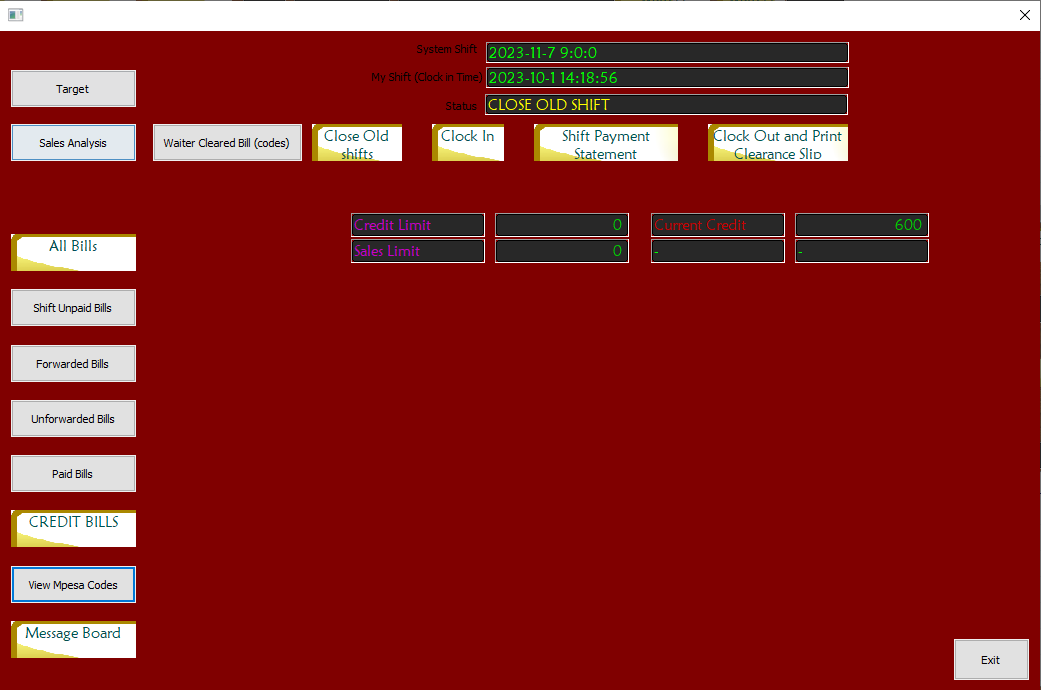 System Shift
2023-11-7 9:0:0
My Shift (Clock in Time)
2023-10-1 14:18:56
Target
Status
CLOSE OLD SHIFT
Sales Analysis
Waiter Cleared Bill (codes)
Close Old
shifts
Clock In
Shift Payment
Statement
Clock Out and Print
Clearance Slip
Credit Limit
0
Current Credit
600
Sales Limit
0
-
-
All Bills
Shift Unpaid Bills
Forwarded Bills
Unforwarded Bills
Paid Bills
CREDIT BILLS
View Mpesa Codes
Message Board
Exit